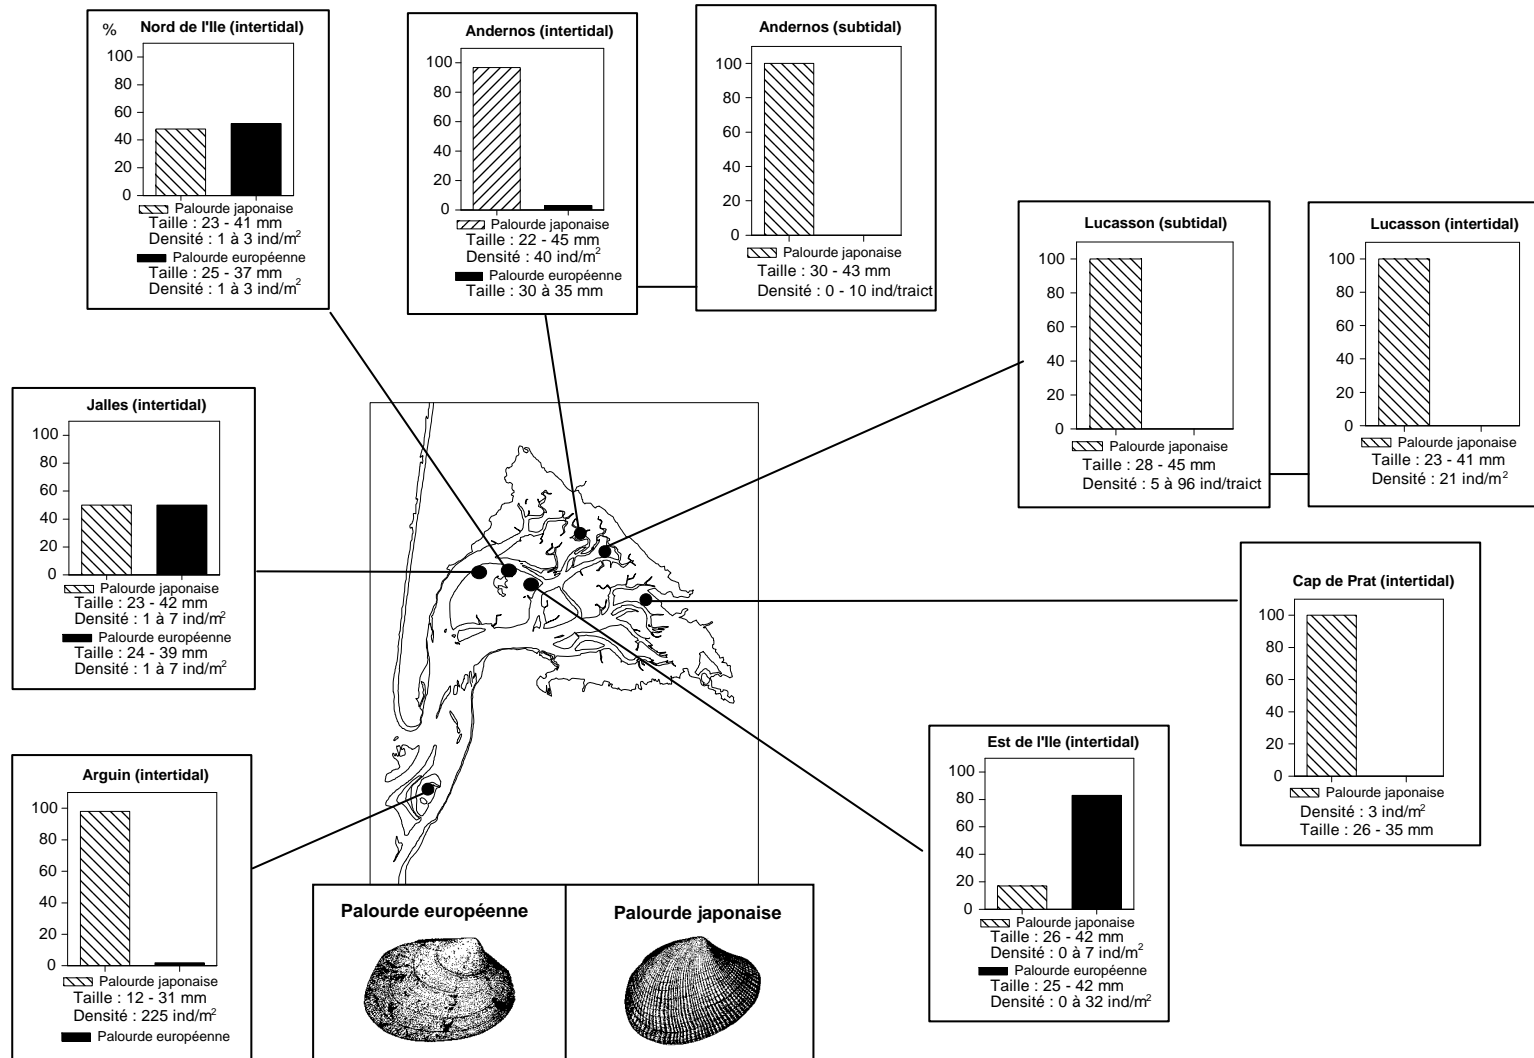 Nord de l'Ile (intertidal)
%
100
80
60
40
20
0
Palourde japonaise
Taille : 23 - 41 mm
Densité : 1 à 3 ind/m²
Palourde européenne
Taille : 25 - 37 mm
Densité : 1 à 3 ind/m²
Andernos (intertidal)
100
80
60
40
20
0
Palourde japonaise
Taille : 22 - 45 mm
Densité : 40 ind/m²
Palourde européenne
Taille : 30 à 35 mm
Andernos (subtidal)
100
80
60
40
20
0
Palourde japonaise
Taille : 30 - 43 mm
Densité : 0 - 10 ind/traict
Lucasson (subtidal)
100
80
60
40
20
0
Palourde japonaise
Taille : 28 - 45 mm
Densité : 5 à 96 ind/traict
Lucasson (intertidal)
100
80
60
40
20
0
Palourde japonaise
Taille : 23 - 41 mm
Densité : 21 ind/m²
Jalles (intertidal)
100
80
60
40
20
0
Palourde japonaise
Taille : 23 - 42 mm
Densité : 1 à 7 ind/m²
Palourde européenne
Taille : 24 - 39 mm
Densité : 1 à 7 ind/m²
Cap de Prat (intertidal)
100
80
60
40
20
0
Palourde japonaise
Densité : 3 ind/m²
Taille : 26 - 35 mm
Arguin (intertidal)
100
80
60
40
20
0
Palourde japonaise
Taille : 12 - 31 mm
Densité : 225 ind/m²
Palourde européenne
Est de l'Ile (intertidal)
100
80
60
40
20
0
Palourde japonaise
Taille : 26 - 42 mm
Densité : 0 à 7 ind/m²
Palourde européenne
Taille : 25 - 42 mm
Densité : 0 à 32 ind/m²
Palourde européenne
Palourde japonaise